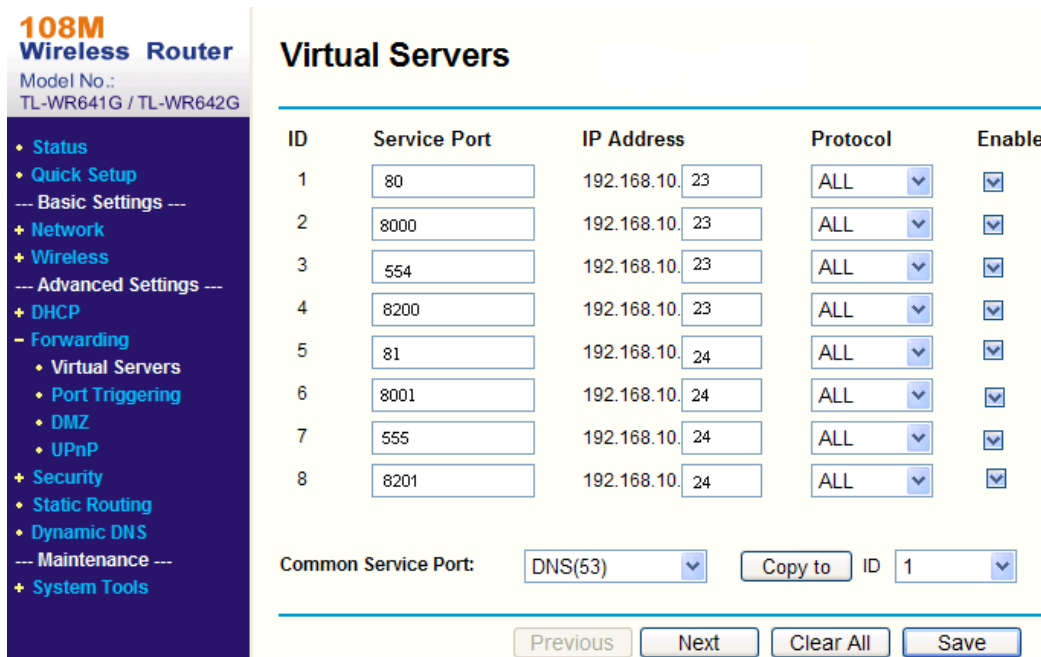 108M
Wireless Router
Model No.:
TL-WR641G / TL-WR642G
Status
Quick Setup
--- Basic Settings ---
+ Network
+ Wireless
--- Advanced Settings ---
+ DHCP
– Forwarding
Virtual Servers
Port Triggering
DMZ
UPnP
+ Security
Static Routing
Dynamic DNS
--- Maintenance ---
+ System Tools
Virtual Servers
ID Service Port IP Address Protocol Enable
1 80 192.168.10. 23 ALL
2 8000 192.168.10. 23 ALL
3 554 192.168.10. 23 ALL
4 8200 192.168.10. 23 ALL
5 81 192.168.10. 24 ALL
6 8001 192.168.10. 24 ALL
7 555 192.168.10. 24 ALL
8 8201 192.168.10. 24 ALL
Common Service Port: DNS(53) Copy to ID 1
Previous Next Clear All Save